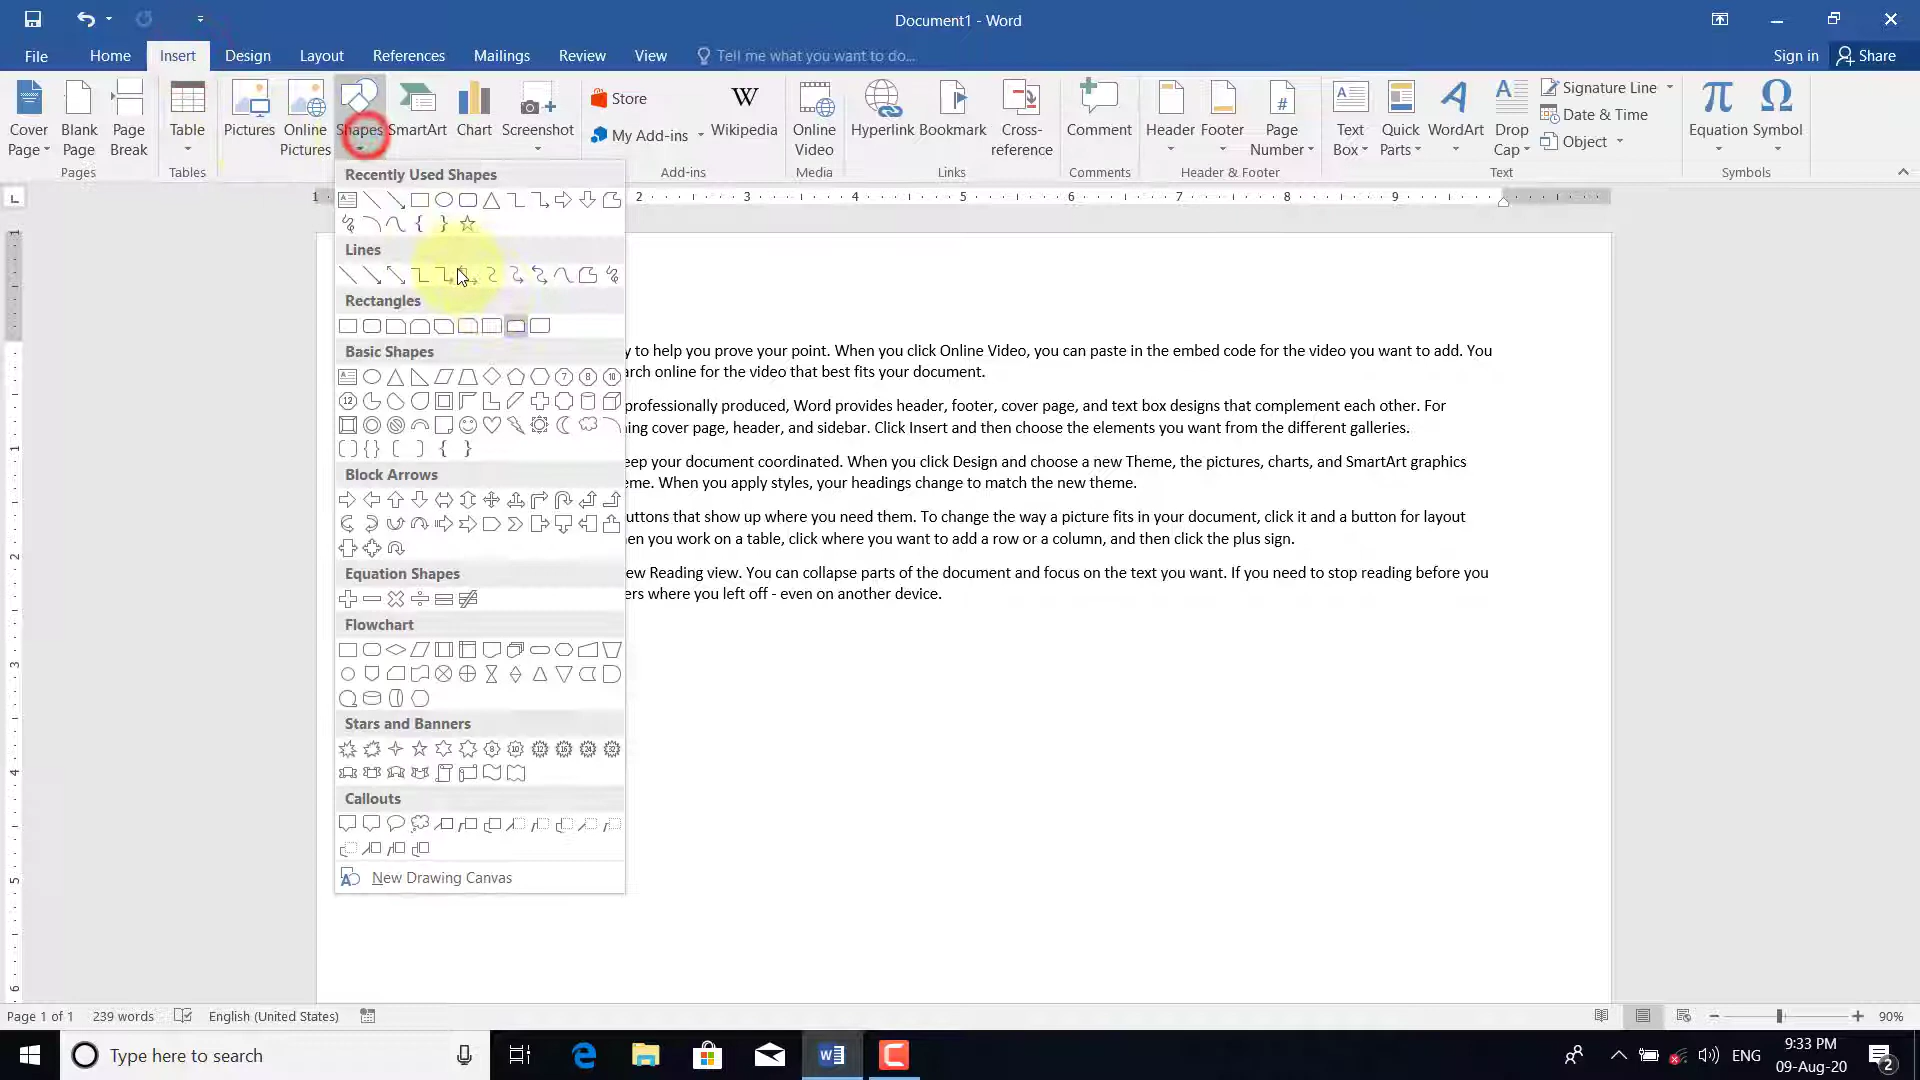 Document1 - Word
File Home Insert Design Layout References Mailings Review View Tell me what you want to do... Sign in Share
Cover Page Blank Page Page Break Table Pictures Online Pictures Shapes SmartArt Chart Screenshot Store My Add-ins Wikipedia Online Video Hyperlink Bookmark Cross-reference Comment Header Footer Page Number Text Box Quick Parts WordArt Drop Cap Signature Line Date & Time Object Equation Symbol
Pages Tables Add-ins Media Links Comments Header & Footer Text Symbols
Recently Used Shapes
Lines
Rectangles
Basic Shapes
Block Arrows
Equation Shapes
Flowchart
Stars and Banners
Callouts
New Drawing Canvas
1 2 3 4 5 6 7 8 9
y to help you prove your point. When you click Online Video, you can paste in the embed code for the video you want to add. You
arch online for the video that best fits your document.
professionally produced, Word provides header, footer, cover page, and text box designs that complement each other. For
ing cover page, header, and sidebar. Click Insert and then choose the elements you want from the different galleries.
eep your document coordinated. When you click Design and choose a new Theme, the pictures, charts, and SmartArt graphics
eme. When you apply styles, your headings change to match the new theme.
uttons that show up where you need them. To change the way a picture fits in your document, click it and a button for layout
en you work on a table, click where you want to add a row or a column, and then click the plus sign.
ew Reading view. You can collapse parts of the document and focus on the text you want. If you need to stop reading before you
ers where you left off - even on another device.
Page 1 of 1 239 words English (United States) 90%
Type here to search
ENG
9:33 PM
09-Aug-20
2